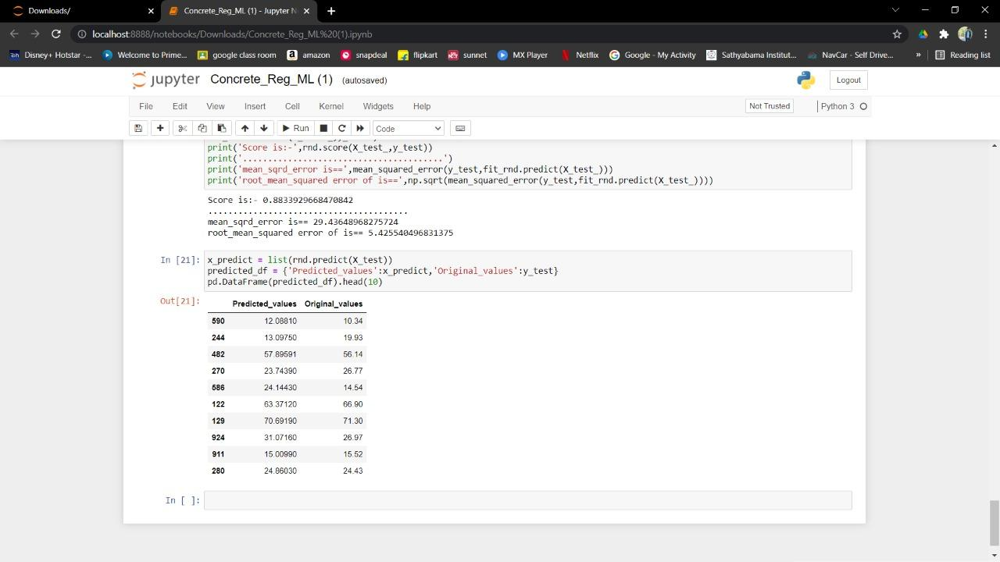 Downloads/
Concrete_Reg_ML (1) - Jupyter N
localhost:8888/notebooks/Downloads/Concrete_Reg_ML%20(1).ipynb
Disney+ Hotstar -... Welcome to Prime... google class room amazon snapdeal flipkart sunnet MX Player Netflix Google - My Activity Sathyabama Institut... NavCar - Self Drive... » Reading list
jupyter Concrete_Reg_ML (1) (autosaved) Logout
File Edit View Insert Cell Kernel Widgets Help Not Trusted Python 3
Run Code
print('Score is:-',rnd.score(X_test_,y_test))
print('.......................................')
print('mean_sqrd_error is==',mean_squared_error(y_test,fit_rnd.predict(X_test_)))
print('root_mean_squared error of is==',np.sqrt(mean_squared_error(y_test,fit_rnd.predict(X_test_))))
Score is:- 0.8833929668470842
.......................................
mean_sqrd_error is== 29.43648968275724
root_mean_squared error of is== 5.425540496831375
In [21]: x_predict = list(rnd.predict(X_test))
predicted_df = {'Predicted_values':x_predict,'Original_values':y_test}
pd.DataFrame(predicted_df).head(10)
Out[21]:
Predicted_values Original_values
590 12.08810 10.34
244 13.09750 19.93
482 57.89591 56.14
270 23.74390 26.77
586 24.14430 14.54
122 63.37120 66.90
129 70.69190 71.30
924 31.07160 26.97
911 15.00990 15.52
280 24.86030 24.43
In [ ]: